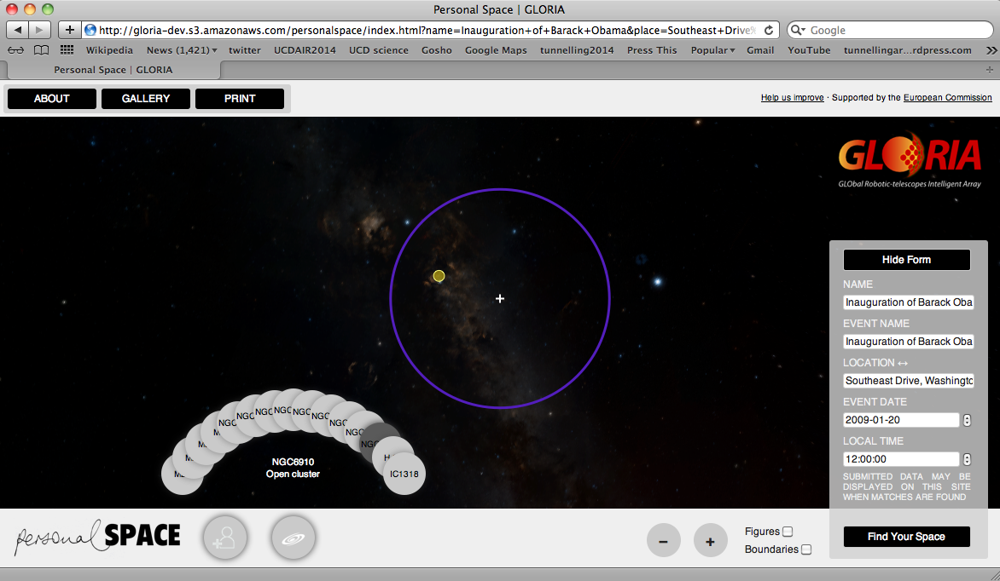 Personal Space | GLORIA
http://gloria-dev.s3.amazonaws.com/personalspace/index.html?name=Inauguration+of+Barack+Obama&place=Southeast+Drive%
Google
Wikipedia News (1,421) twitter UCDAIR2014 UCD science Gosho Google Maps tunnelling2014 Press This Popular Gmail YouTube tunnellingar...rdpress.com
Personal Space | GLORIA
ABOUT GALLERY PRINT
Help us improve · Supported by the European Commission
GLORIA
GLObal Robotic-telescopes Intelligent Array
Hide Form
NAME
Inauguration of Barack Oba
EVENT NAME
Inauguration of Barack Oba
LOCATION ↔
Southeast Drive, Washingto
EVENT DATE
2009-01-20
LOCAL TIME
12:00:00
SUBMITTED DATA MAY BE
DISPLAYED ON THIS SITE
WHEN MATCHES ARE FOUND
Find Your Space
NGC
NGC
NGC
NGC
NGC
NGC
NGC
NGC
NGC
IC1318
NGC6910
Open cluster
personal SPACE
Figures
Boundaries